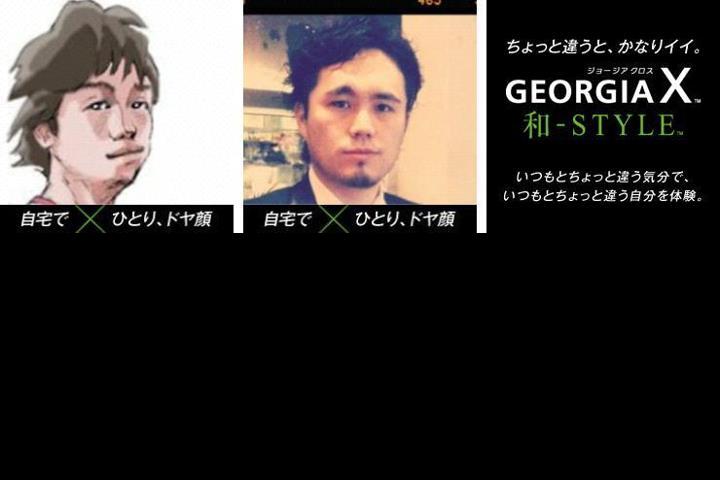 自宅で × ひとり、ドヤ顔
自宅で × ひとり、ドヤ顔
ちょっと違うと、かなりイイ。
ジョージア クロス
GEORGIA X™
和-STYLE™
いつもとちょっと違う気分で、
いつもとちょっと違う自分を体験。